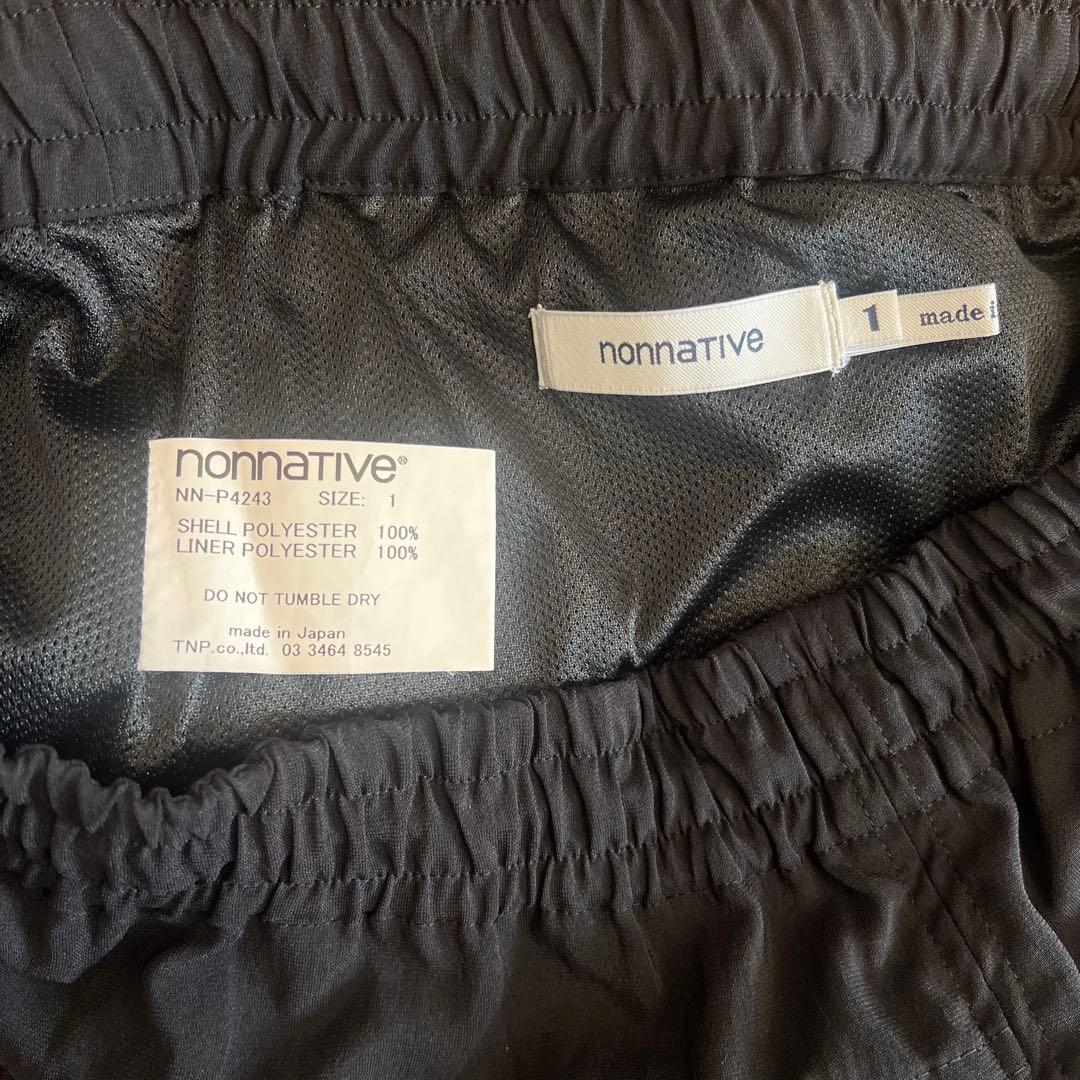 nonnative
1
made i
nonnative®
NN-P4243 SIZE: 1
SHELL POLYESTER 100%
LINER POLYESTER 100%
DO NOT TUMBLE DRY
made in Japan
TNP.co.,ltd. 03 3464 8545